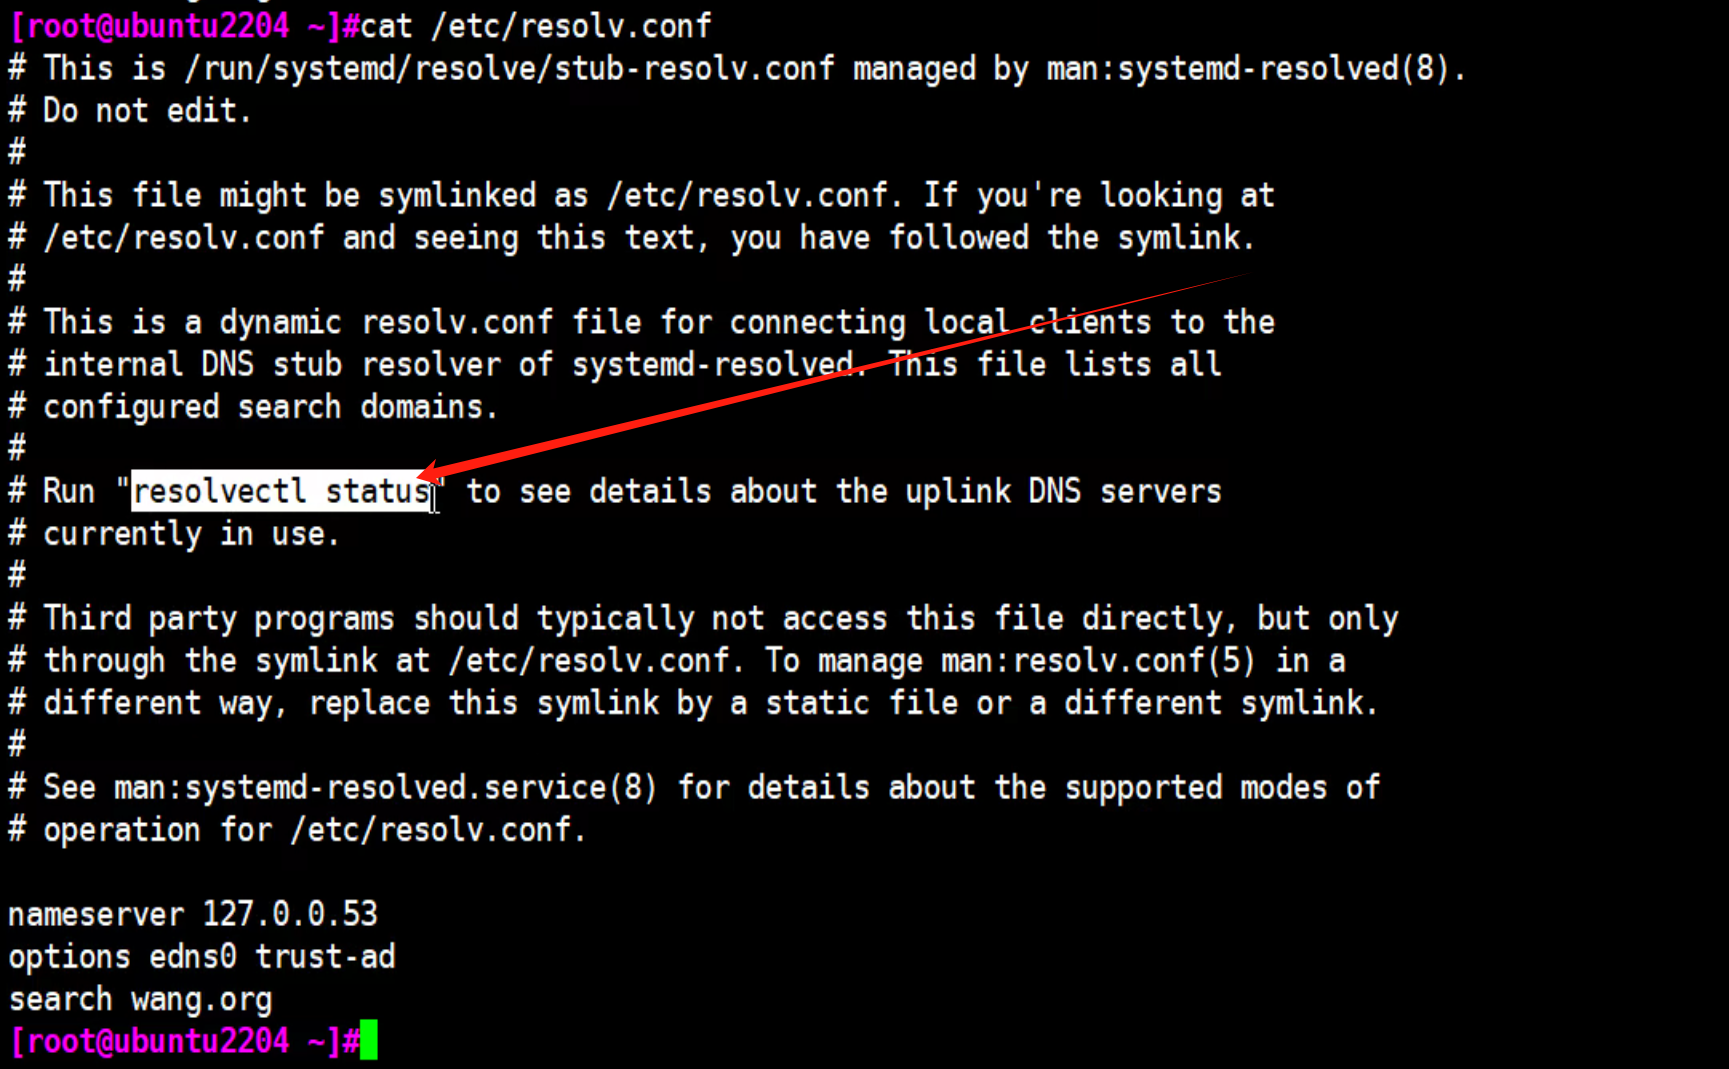 [root@ubuntu2204 ~]#cat /etc/resolv.conf
# This is /run/systemd/resolve/stub-resolv.conf managed by man:systemd-resolved(8).
# Do not edit.
#
# This file might be symlinked as /etc/resolv.conf. If you're looking at
# /etc/resolv.conf and seeing this text, you have followed the symlink.
#
# This is a dynamic resolv.conf file for connecting local clients to the
# internal DNS stub resolver of systemd-resolved. This file lists all
# configured search domains.
#
# Run "resolvectl status" to see details about the uplink DNS servers
# currently in use.
#
# Third party programs should typically not access this file directly, but only
# through the symlink at /etc/resolv.conf. To manage man:resolv.conf(5) in a
# different way, replace this symlink by a static file or a different symlink.
#
# See man:systemd-resolved.service(8) for details about the supported modes of
# operation for /etc/resolv.conf.

nameserver 127.0.0.53
options edns0 trust-ad
search wang.org
[root@ubuntu2204 ~]#